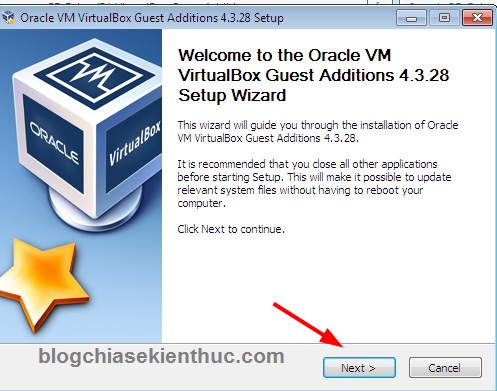 Oracle VM VirtualBox Guest Additions 4.3.28 Setup
Welcome to the Oracle VM
VirtualBox Guest Additions 4.3.28
Setup Wizard
This wizard will guide you through the installation of Oracle
VM VirtualBox Guest Additions 4.3.28.
It is recommended that you close all other applications
before starting Setup. This will make it possible to update
relevant system files without having to reboot your
computer.
Click Next to continue.
VM
ORACLE
VirtualBox
blogchiasekienthuc.com
Next >
Cancel